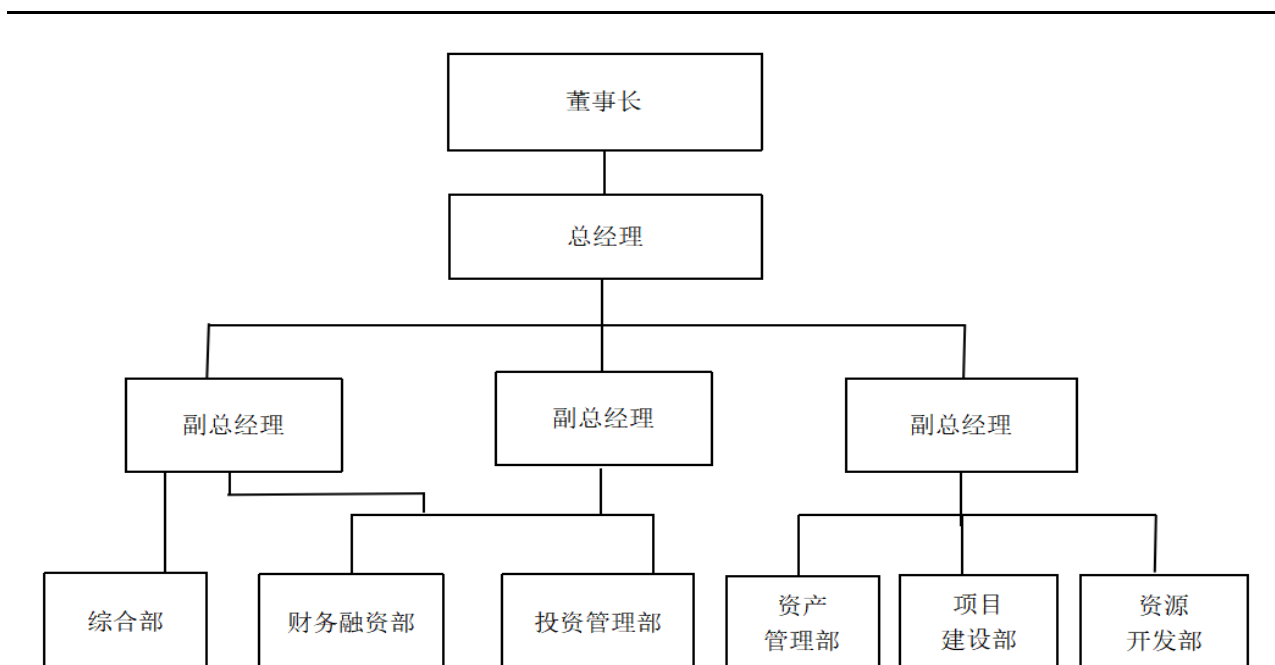 董事长
总经理
副总经理
副总经理
副总经理
综合部
财务融资部
投资管理部
资产
管理部
项目
建设部
资源
开发部